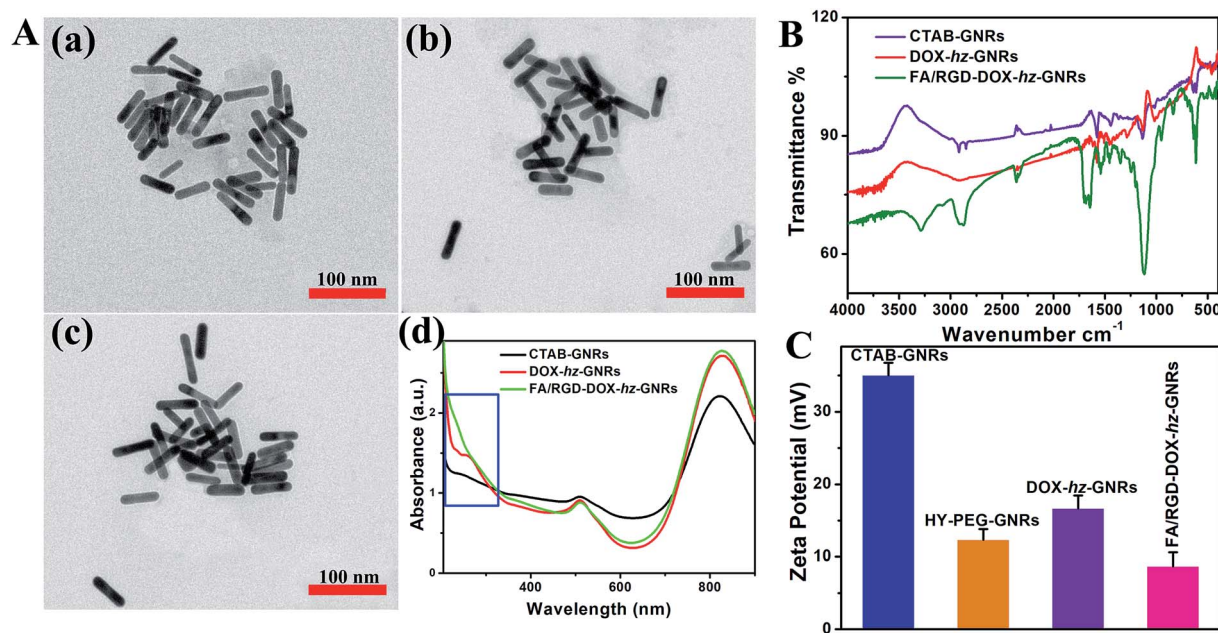 A
(a)
100 nm
(b)
100 nm
(c)
100 nm
(d)
CTAB-GNRs
DOX-hz-GNRs
FA/RGD-DOX-hz-GNRs
Absorbance (a.u.)
2
1
0
400
600
800
Wavelength (nm)
B
CTAB-GNRs
DOX-hz-GNRs
FA/RGD-DOX-hz-GNRs
Transmittance %
120
90
60
4000 3500 3000 2500 2000 1500 1000 500
Wavenumber cm-1
C
CTAB-GNRs
HY-PEG-GNRs
DOX-hz-GNRs
FA/RGD-DOX-hz-GNRs
Zeta Potential (mV)
30
20
10
0